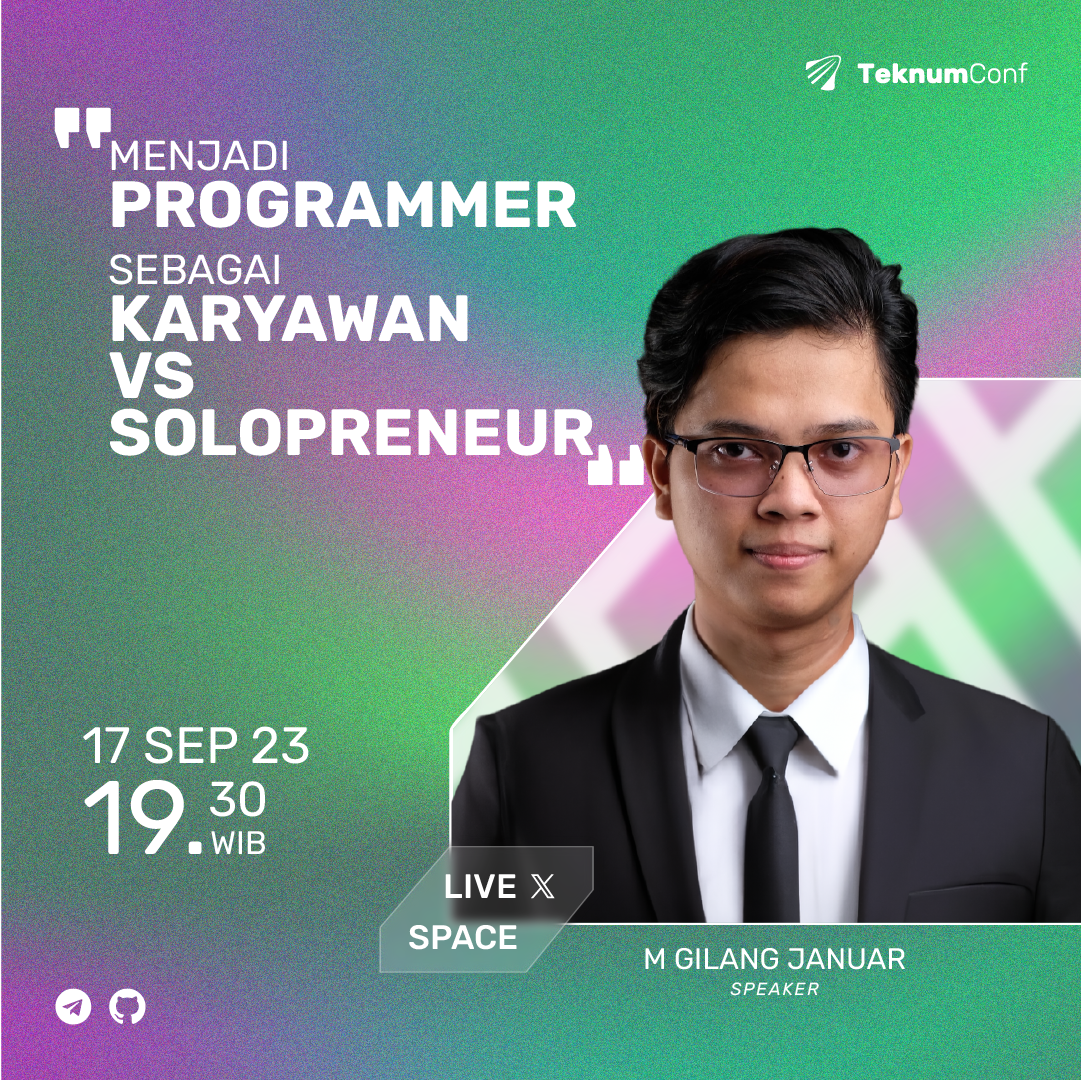 TeknumConf
"MENJADI
PROGRAMMER
SEBAGAI
KARYAWAN
VS
SOLOPRENEUR"
17 SEP 23
19.30
WIB
LIVE 𝕏
SPACE
M GILANG JANUAR
SPEAKER